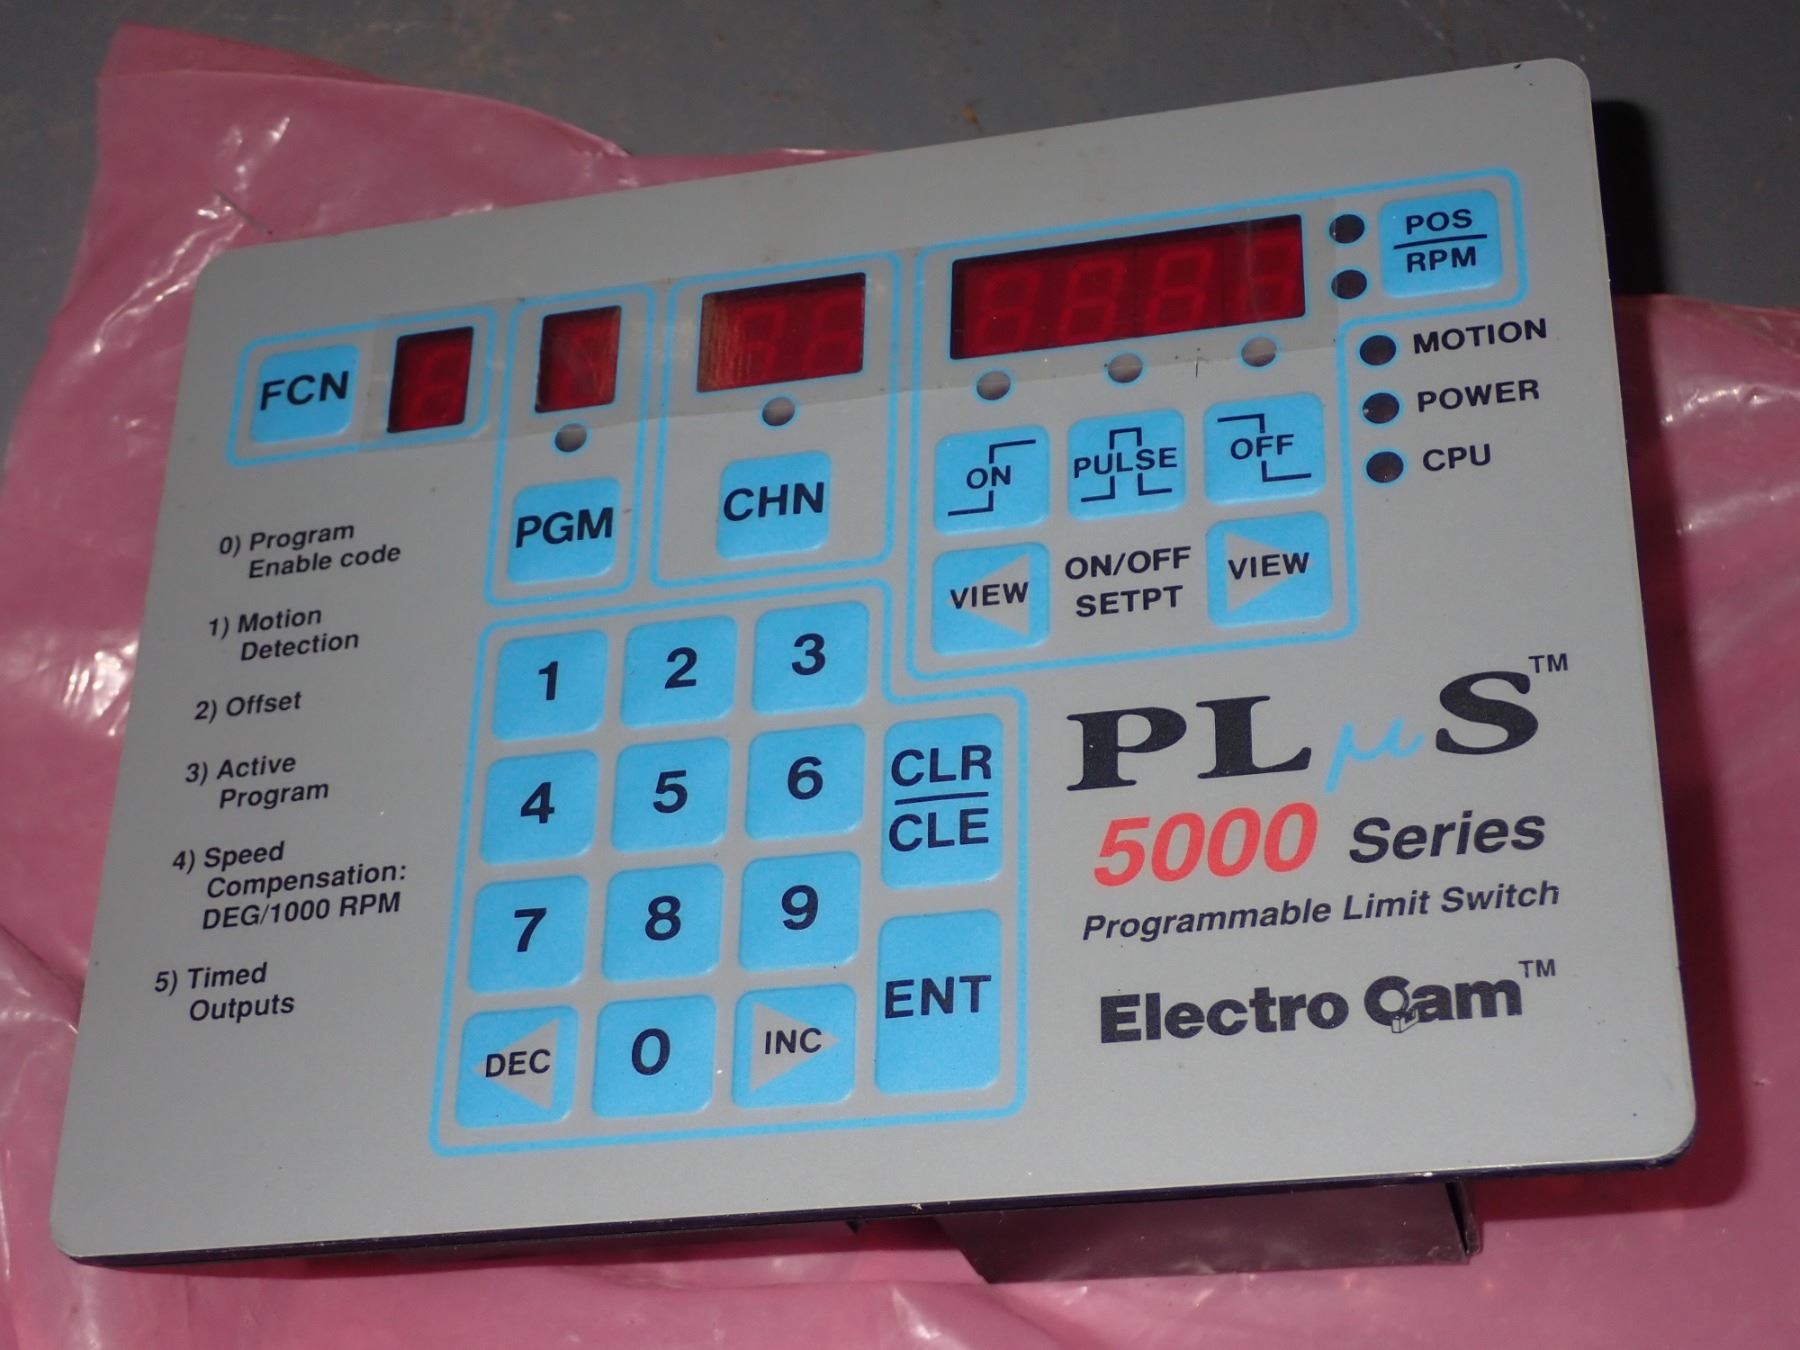 POS
RPM
FCN
MOTION
POWER
CPU
PGM
CHN
ON
PULSE
OFF
VIEW
ON/OFF
SETPT
VIEW
0) Program
Enable code
1) Motion
Detection
2) Offset
3) Active
Program
4) Speed
Compensation:
DEG/1000 RPM
5) Timed
Outputs
1 2 3
4 5 6
CLR
CLE
7 8 9
DEC 0 INC
ENT
PLμS™
5000 Series
Programmable Limit Switch
Electro Cam™